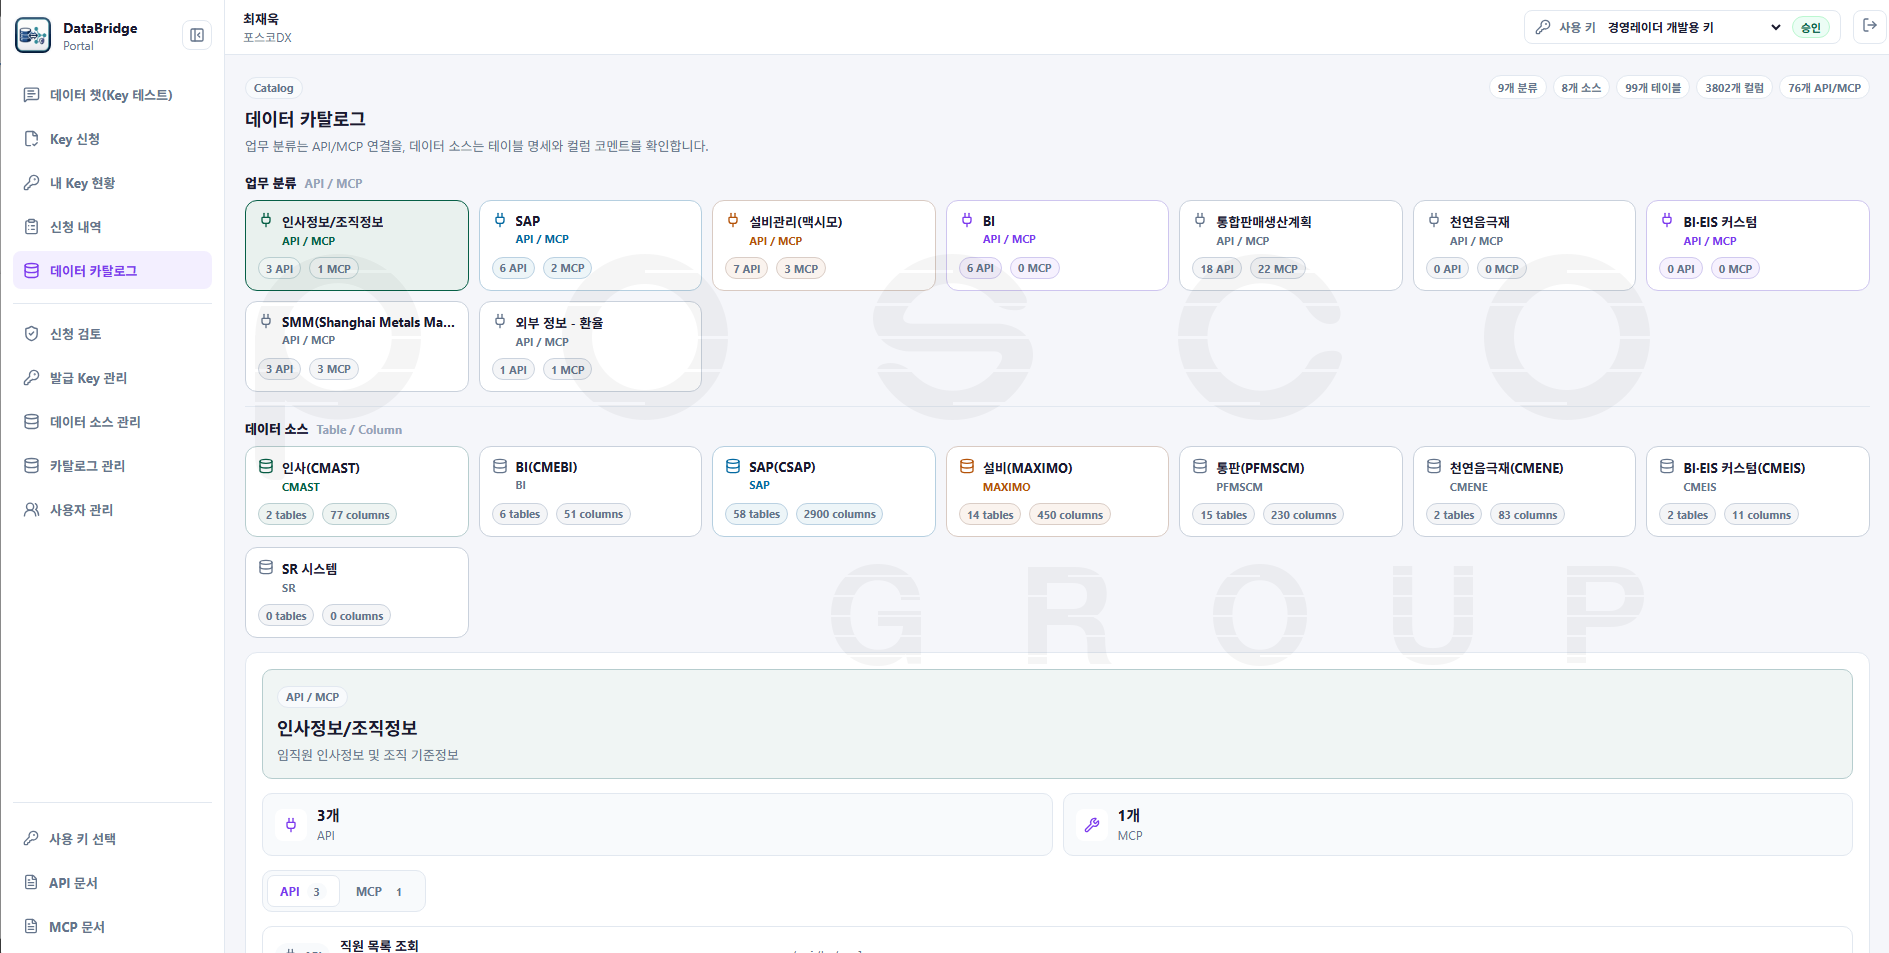 DataBridge
Portal
데이터 챗(Key 테스트)
Key 신청
내 Key 현황
신청 내역
데이터 카탈로그
신청 검토
발급 Key 관리
데이터 소스 관리
카탈로그 관리
사용자 관리
사용 키 선택
API 문서
MCP 문서
최재욱
포스코DX
사용 키 경영레이더 개발용 키 승인
Catalog
9개 분류 8개 소스 99개 테이블 3802개 컬럼 76개 API/MCP
데이터 카탈로그
업무 분류는 API/MCP 연결을, 데이터 소스는 테이블 명세와 컬럼 코멘트를 확인합니다.
업무 분류 API / MCP
인사정보/조직정보
API / MCP
3 API 1 MCP
SAP
API / MCP
6 API 2 MCP
설비관리(맥시모)
API / MCP
7 API 3 MCP
BI
API / MCP
6 API 0 MCP
통합판매생산계획
API / MCP
18 API 22 MCP
천연음극재
API / MCP
0 API 0 MCP
BI·EIS 커스텀
API / MCP
0 API 0 MCP
SMM(Shanghai Metals Ma...
API / MCP
3 API 3 MCP
외부 정보 - 환율
API / MCP
1 API 1 MCP
데이터 소스 Table / Column
인사(CMAST)
CMAST
2 tables 77 columns
BI(CMEBI)
BI
6 tables 51 columns
SAP(CSAP)
SAP
58 tables 2900 columns
설비(MAXIMO)
MAXIMO
14 tables 450 columns
통판(PFMSCM)
PFMSCM
15 tables 230 columns
천연음극재(CMENE)
CMENE
2 tables 83 columns
BI·EIS 커스텀(CMEIS)
CMEIS
2 tables 11 columns
SR 시스템
SR
0 tables 0 columns
posco
GROUP
API / MCP
인사정보/조직정보
임직원 인사정보 및 조직 기준정보
3개
API
1개
MCP
API 3 MCP 1
직원 목록 조회